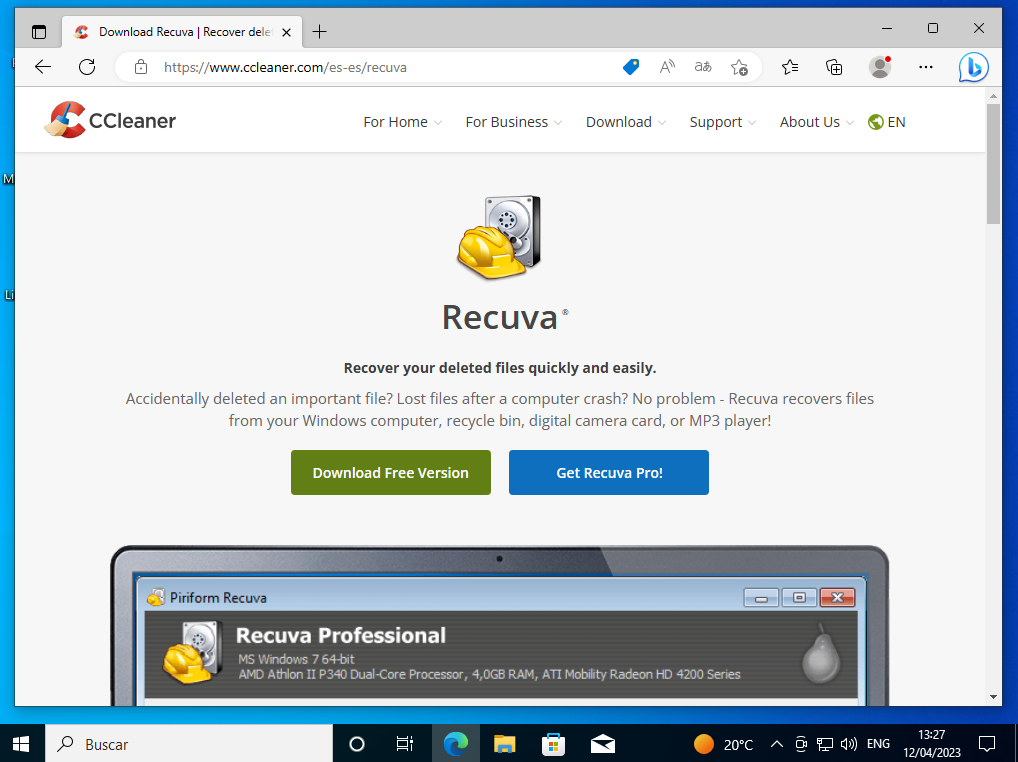 Download Recuva | Recover dele
https://www.ccleaner.com/es-es/recuva
CCleaner
For Home
For Business
Download
Support
About Us
EN
Recuva®
Recover your deleted files quickly and easily.
Accidentally deleted an important file? Lost files after a computer crash? No problem - Recuva recovers files
from your Windows computer, recycle bin, digital camera card, or MP3 player!
Download Free Version
Get Recuva Pro!
Piriform Recuva
Recuva Professional
MS Windows 7 64-bit
AMD Athlon II P340 Dual-Core Processor, 4,0GB RAM, ATI Mobility Radeon HD 4200 Series
M
Li
Buscar
20°C
ENG
13:27
12/04/2023